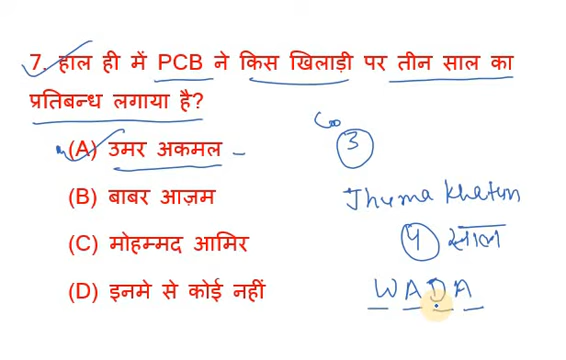 7. हाल ही में PCB ने किस खिलाड़ी पर तीन साल का
प्रतिबन्ध लगाया है?
(A) उमर अकमल
3
(B) बाबर आज़म
Jhuma Khatun
(C) मोहम्मद आमिर
4 साल
(D) इनमे से कोई नहीं
WADA